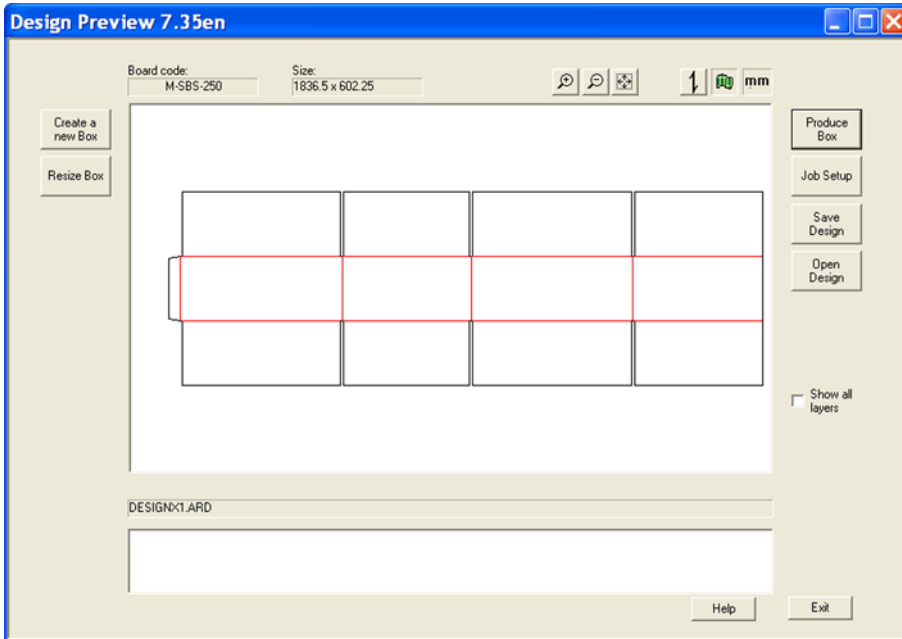 Design Preview 7.35en
Board code:
M-SBS-250
Size:
1836.5 x 602.25
mm
Create a
new Box
Resize Box
Produce
Box
Job Setup
Save
Design
Open
Design
Show all
layers
DESIGNX1.ARD
Help
Exit